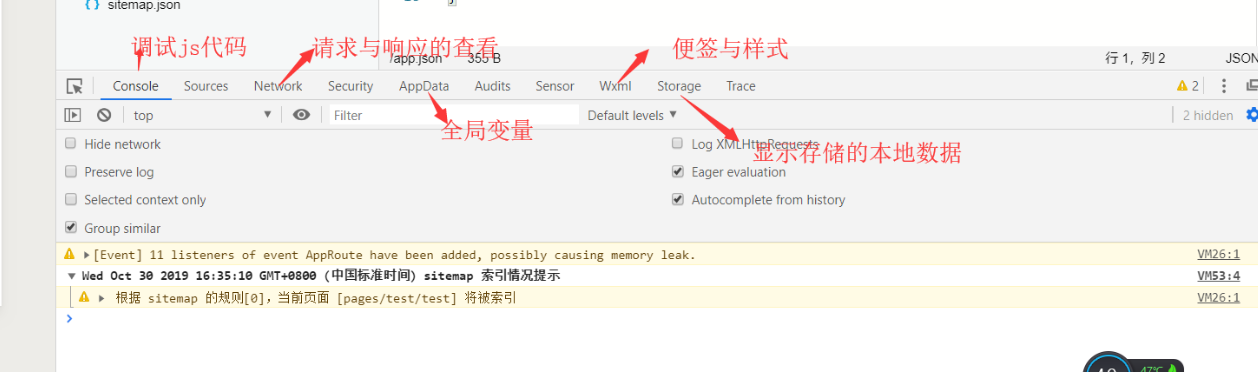 sitemap.json
调试js代码
请求与响应的查看
便签与样式
/app.json 355 B
行 1，列 2
JSON
Console Sources Network Security AppData Audits Sensor Wxml Storage Trace
2
top
Filter
Default levels
2 hidden
全局变量
显示存储的本地数据
Hide network
Log XMLHttpRequests
Preserve log
Eager evaluation
Selected context only
Autocomplete from history
Group similar
[Event] 11 listeners of event AppRoute have been added, possibly causing memory leak.
VM26:1
Wed Oct 30 2019 16:35:10 GMT+0800 (中国标准时间) sitemap 索引情况提示
VM53:4
根据 sitemap 的规则[0]，当前页面 [pages/test/test] 将被索引
VM26:1
47℃